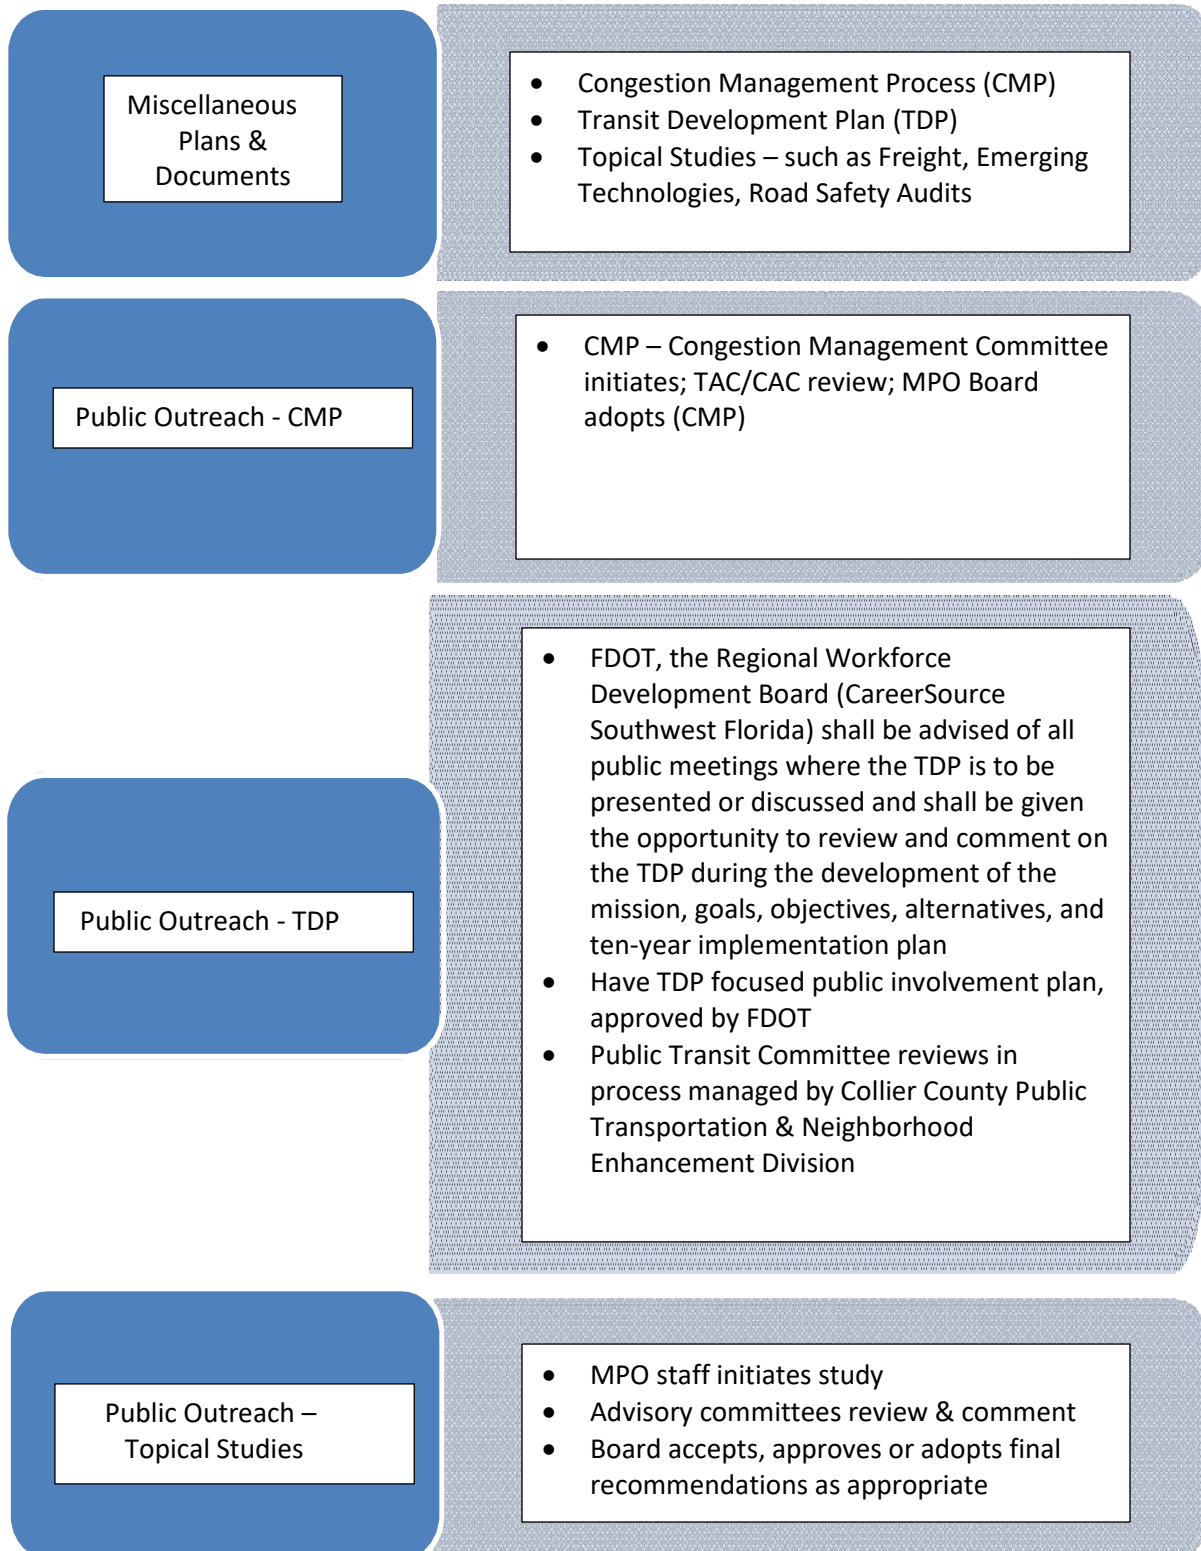 Miscellaneous
Plans &
Documents
• Congestion Management Process (CMP)
• Transit Development Plan (TDP)
• Topical Studies – such as Freight, Emerging
Technologies, Road Safety Audits
Public Outreach - CMP
• CMP – Congestion Management Committee
initiates; TAC/CAC review; MPO Board
adopts (CMP)
Public Outreach - TDP
• FDOT, the Regional Workforce
Development Board (CareerSource
Southwest Florida) shall be advised of all
public meetings where the TDP is to be
presented or discussed and shall be given
the opportunity to review and comment on
the TDP during the development of the
mission, goals, objectives, alternatives, and
ten-year implementation plan
• Have TDP focused public involvement plan,
approved by FDOT
• Public Transit Committee reviews in
process managed by Collier County Public
Transportation & Neighborhood
Enhancement Division
Public Outreach –
Topical Studies
• MPO staff initiates study
• Advisory committees review & comment
• Board accepts, approves or adopts final
recommendations as appropriate